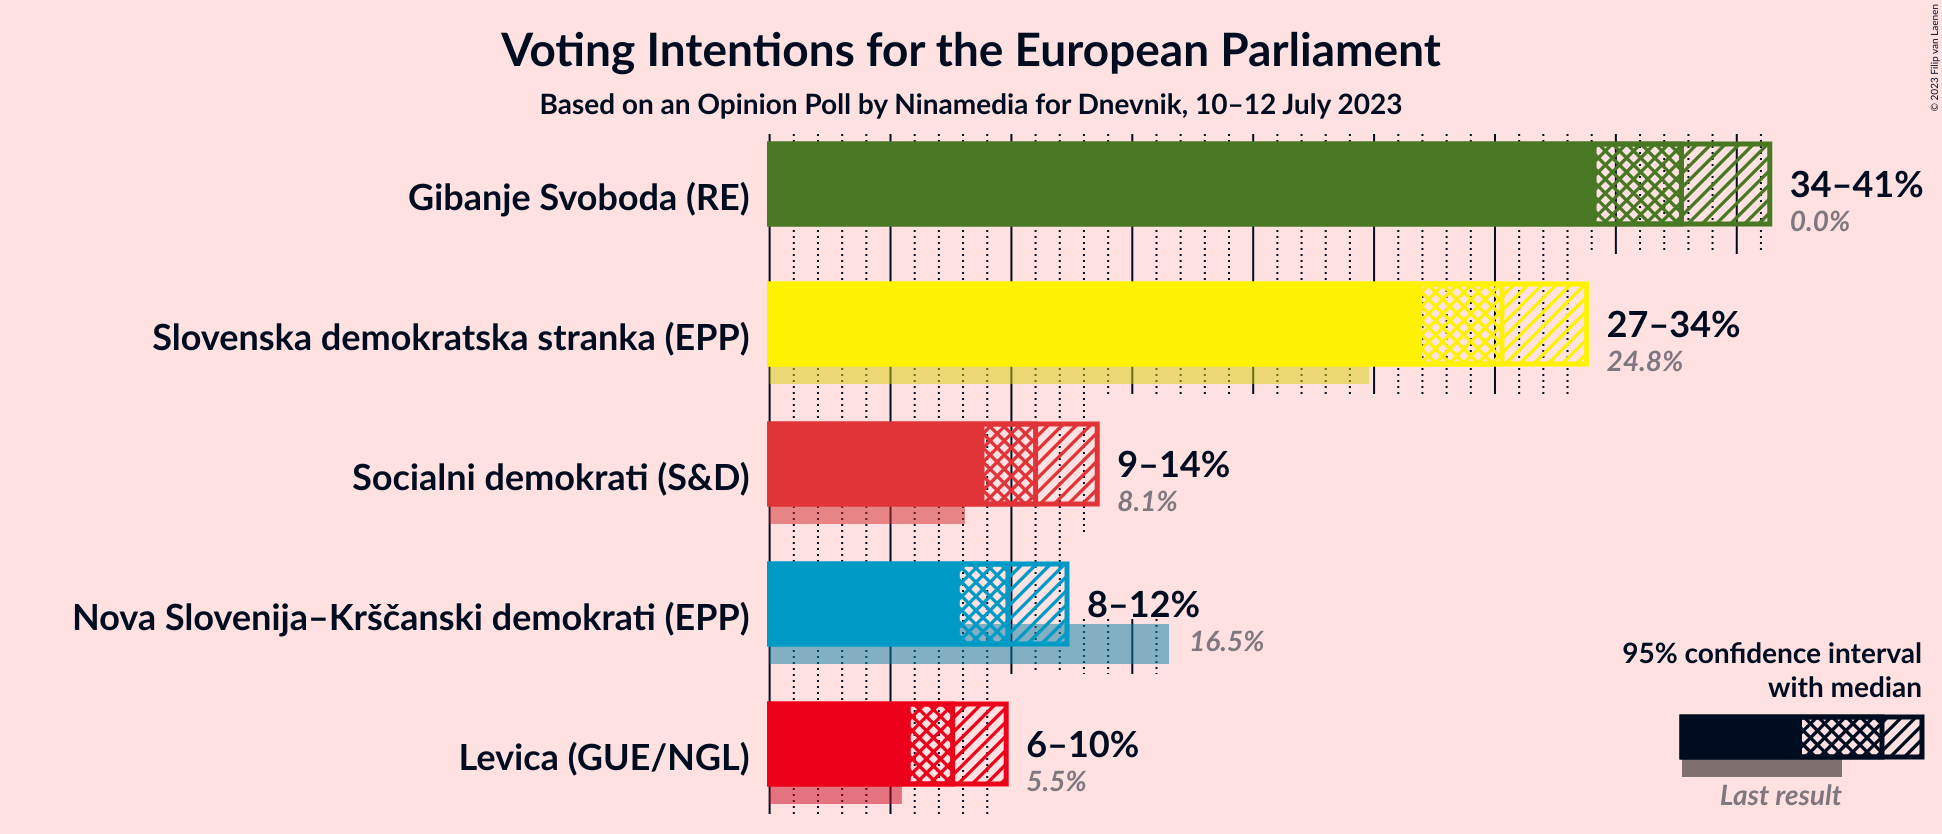 Voting Intentions for the European Parliament
Based on an Opinion Poll by Ninamedia for Dnevnik, 10–12 July 2023
© 2023 Filip van Laenen
Gibanje Svoboda (RE)
34–41%
0.0%
Slovenska demokratska stranka (EPP)
27–34%
24.8%
Socialni demokrati (S&D)
9–14%
8.1%
Nova Slovenija–Krščanski demokrati (EPP)
8–12%
16.5%
Levica (GUE/NGL)
6–10%
5.5%
95% confidence interval
with median
Last result